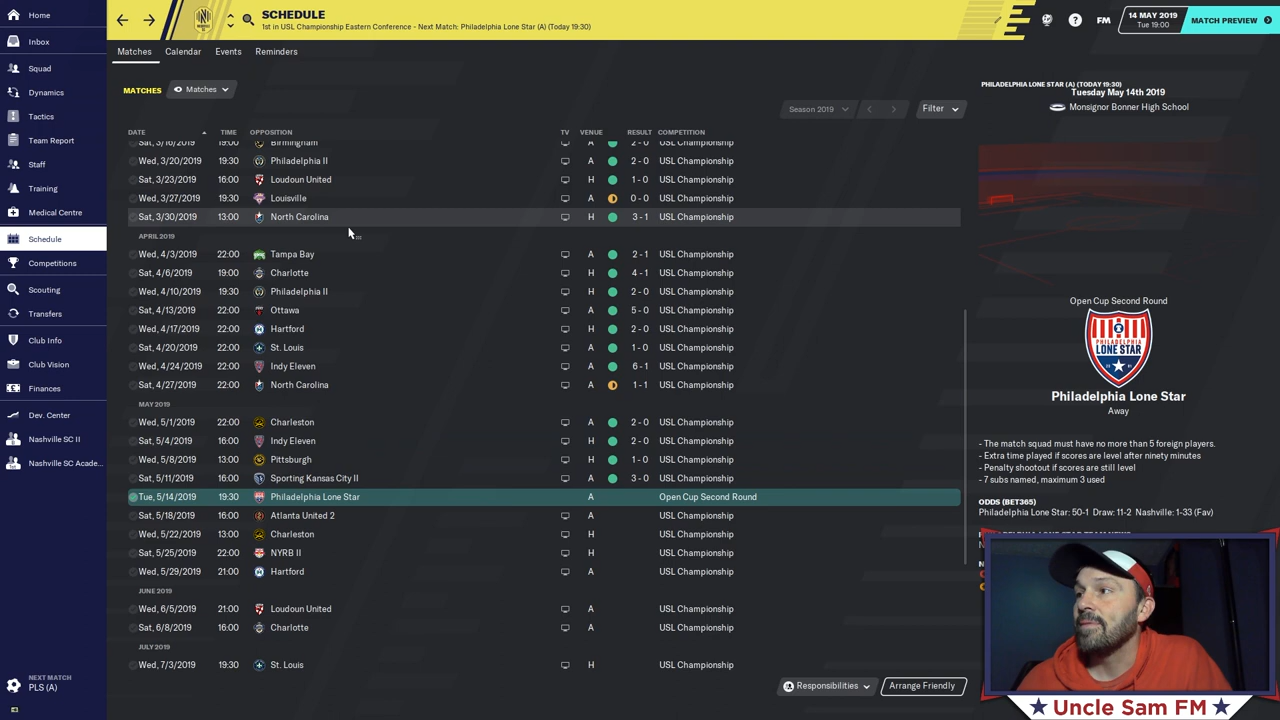 Home
Inbox
Squad
Dynamics
Tactics
Team Report
Staff
Training
Medical Centre
Schedule
Competitions
Scouting
Transfers
Club Info
Club Vision
Finances
Dev. Center
Nashville SC II
Nashville SC Acade...
NEXT MATCH
PLS (A)
SCHEDULE
1st in USL Championship Eastern Conference - Next Match: Philadelphia Lone Star (A) (Today 19:30)
FM
14 MAY 2019
Tue 19:00
MATCH PREVIEW
Matches Calendar Events Reminders
MATCHES Matches
Season 2019 Filter
DATE TIME OPPOSITION TV VENUE RESULT COMPETITION
Sat, 3/16/2019 19:00 Birmingham A 2 - 0 USL Championship
Wed, 3/20/2019 19:30 Philadelphia II A 2 - 0 USL Championship
Sat, 3/23/2019 16:00 Loudoun United H 1 - 0 USL Championship
Wed, 3/27/2019 19:30 Louisville A 0 - 0 USL Championship
Sat, 3/30/2019 13:00 North Carolina H 3 - 1 USL Championship
APRIL 2019
Wed, 4/3/2019 22:00 Tampa Bay A 2 - 1 USL Championship
Sat, 4/6/2019 19:00 Charlotte H 4 - 1 USL Championship
Wed, 4/10/2019 19:30 Philadelphia II H 2 - 0 USL Championship
Sat, 4/13/2019 22:00 Ottawa A 5 - 0 USL Championship
Wed, 4/17/2019 22:00 Hartford H 2 - 0 USL Championship
Sat, 4/20/2019 22:00 St. Louis A 1 - 0 USL Championship
Wed, 4/24/2019 22:00 Indy Eleven A 6 - 1 USL Championship
Sat, 4/27/2019 22:00 North Carolina A 1 - 1 USL Championship
MAY 2019
Wed, 5/1/2019 22:00 Charleston A 2 - 0 USL Championship
Sat, 5/4/2019 16:00 Indy Eleven H 2 - 0 USL Championship
Wed, 5/8/2019 13:00 Pittsburgh H 1 - 0 USL Championship
Sat, 5/11/2019 16:00 Sporting Kansas City II A 3 - 0 USL Championship
Tue, 5/14/2019 19:30 Philadelphia Lone Star A Open Cup Second Round
Sat, 5/18/2019 16:00 Atlanta United 2 A USL Championship
Wed, 5/22/2019 13:00 Charleston H USL Championship
Sat, 5/25/2019 22:00 NYRB II H USL Championship
Wed, 5/29/2019 21:00 Hartford A USL Championship
JUNE 2019
Wed, 6/5/2019 21:00 Loudoun United A USL Championship
Sat, 6/8/2019 16:00 Charlotte A USL Championship
JULY 2019
Wed, 7/3/2019 19:30 St. Louis H USL Championship
Responsibilities Arrange Friendly
PHILADELPHIA LONE STAR (A) (TODAY 19:30)
Tuesday May 14th 2019
Monsignor Bonner High School
Open Cup Second Round
PHILADELPHIA
LONE STAR
Philadelphia Lone Star
Away
- The match squad must have no more than 5 foreign players.
- Extra time played if scores are level after ninety minutes
- Penalty shootout if scores are still level
- 7 subs named, maximum 3 used
ODDS (BET365)
Philadelphia Lone Star: 50-1 Draw: 11-2 Nashville: 1-33 (Fav)
Uncle Sam FM